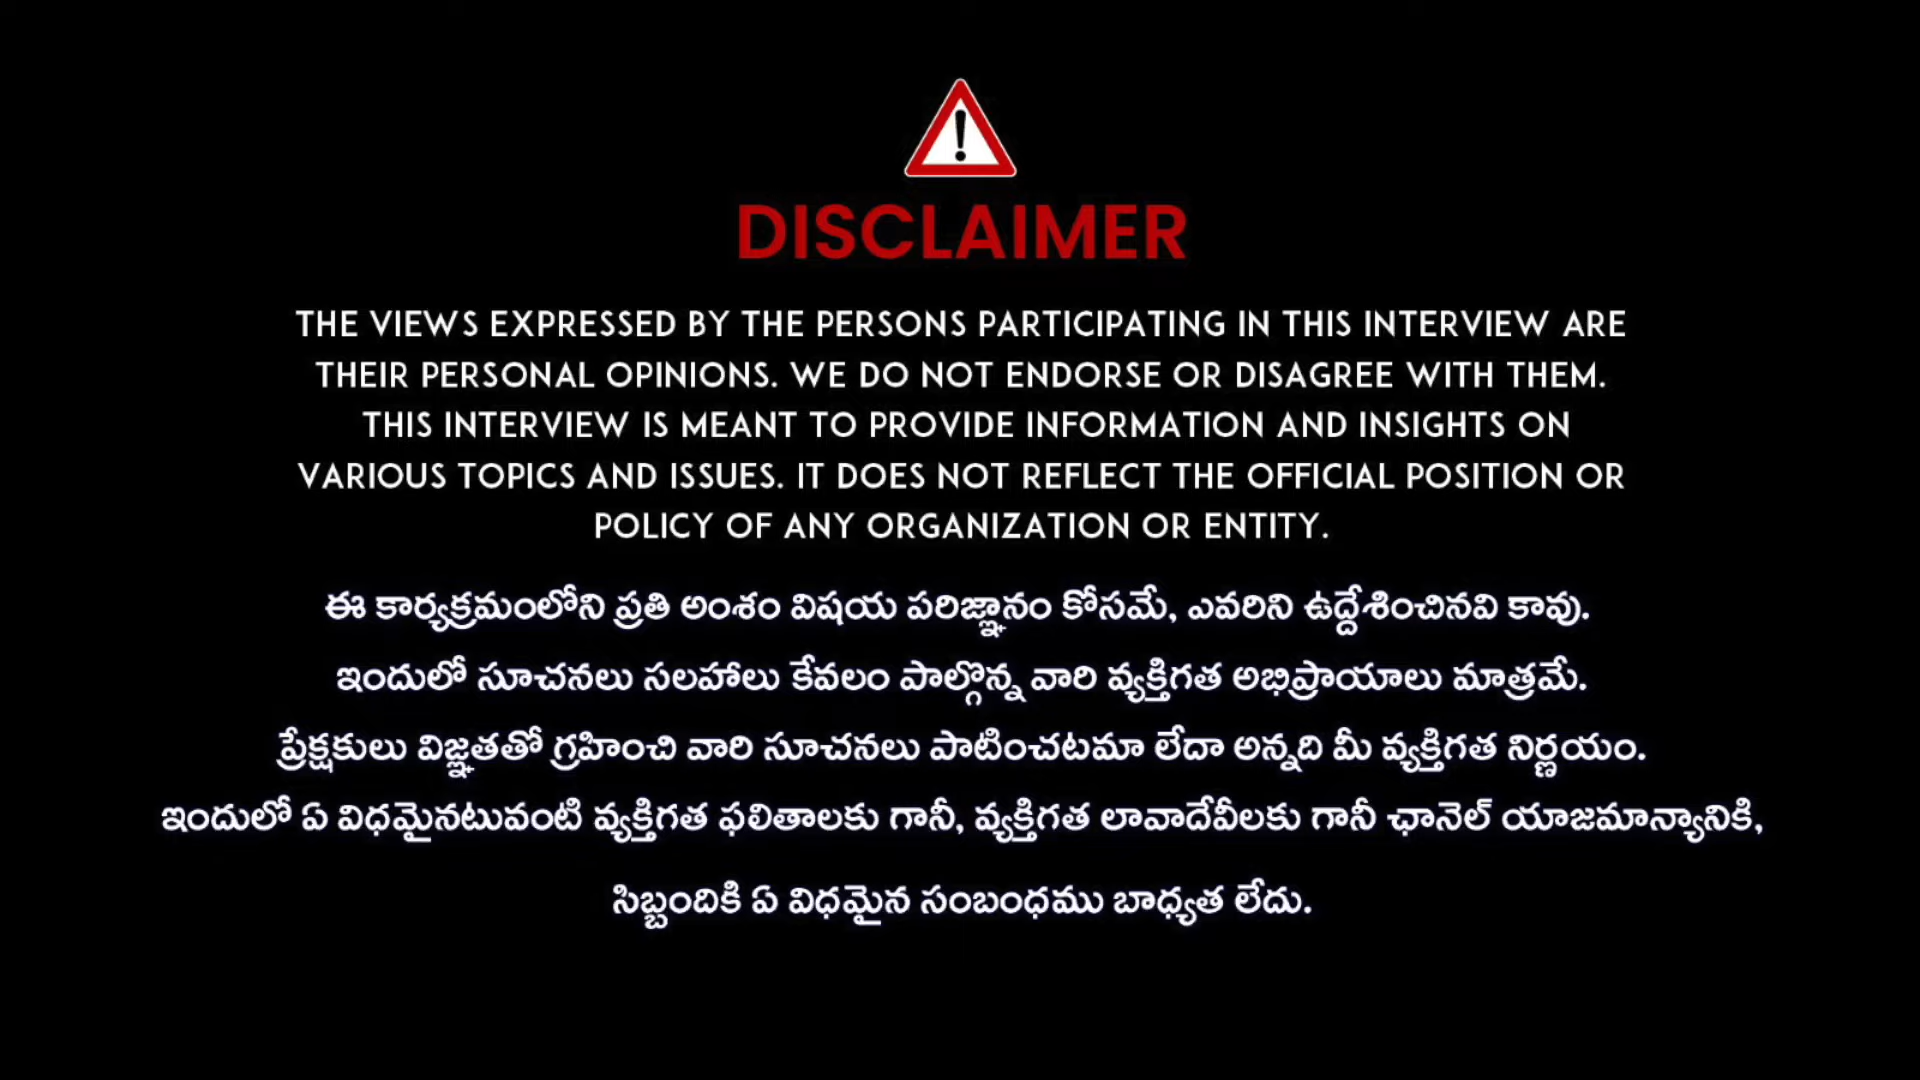 DISCLAIMER
THE VIEWS EXPRESSED BY THE PERSONS PARTICIPATING IN THIS INTERVIEW ARE
THEIR PERSONAL OPINIONS. WE DO NOT ENDORSE OR DISAGREE WITH THEM.
THIS INTERVIEW IS MEANT TO PROVIDE INFORMATION AND INSIGHTS ON
VARIOUS TOPICS AND ISSUES. IT DOES NOT REFLECT THE OFFICIAL POSITION OR
POLICY OF ANY ORGANIZATION OR ENTITY.
ఈ కార్యక్రమంలోని ప్రతి అంశం విషయ పరిజ్ఞానం కోసమే, ఎవరిని ఉద్దేశించినవి కావు.
ఇందులో సూచనలు సలహాలు కేవలం పాల్గొన్న వారి వ్యక్తిగత అభిప్రాయాలు మాత్రమే.
ప్రేక్షకులు విజ్ఞతతో గ్రహించి వారి సూచనలు పాటించటమా లేదా అన్నది మీ వ్యక్తిగత నిర్ణయం.
ఇందులో ఏ విధమైనటువంటి వ్యక్తిగత ఫలితాలకు గానీ, వ్యక్తిగత లావాదేవీలకు గానీ ఛానెల్ యాజమాన్యానికి,
సిబ్బందికి ఏ విధమైన సంబంధము బాధ్యత లేదు.